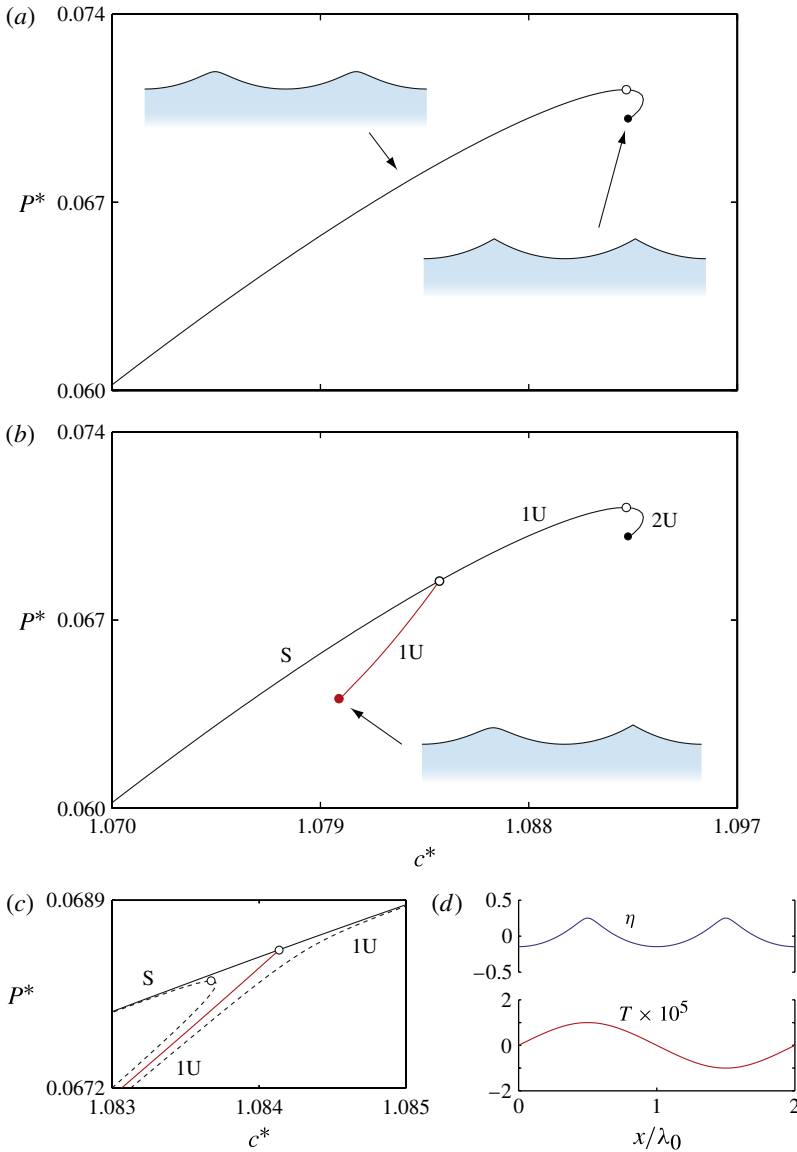 (a)
0.074
P*
0.067
0.060
(b)
0.074
1U
2U
P*
0.067
S
1U
0.060
1.070
1.079
1.088
1.097
c*
(c)
0.0689
S
1U
P*
1U
0.0672
1.083
1.084
1.085
c*
(d)
0.5
η
0
−0.5
2
T × 10⁵
0
−2
0
1
2
x/λ₀